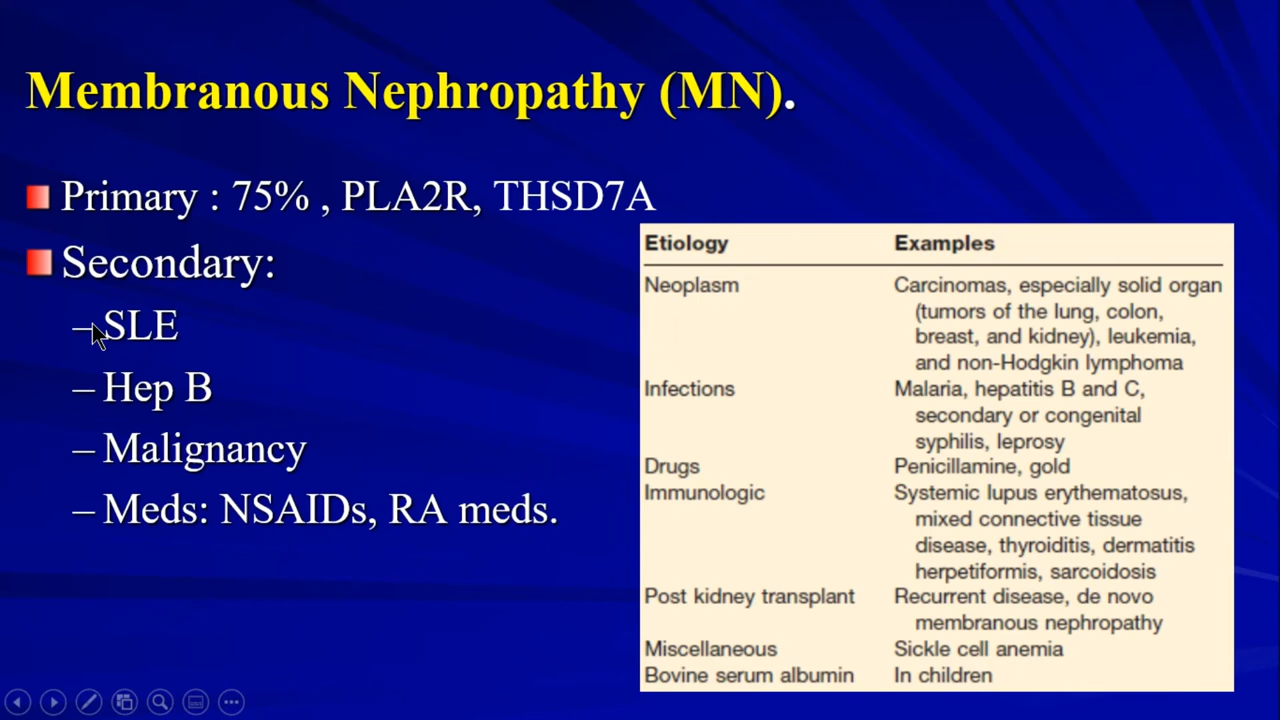 Membranous Nephropathy (MN).
Primary : 75% , PLA2R, THSD7A
Secondary:
– SLE
– Hep B
– Malignancy
– Meds: NSAIDs, RA meds.
Etiology Examples
Neoplasm Carcinomas, especially solid organ
(tumors of the lung, colon,
breast, and kidney), leukemia,
and non-Hodgkin lymphoma
Infections Malaria, hepatitis B and C,
secondary or congenital
syphilis, leprosy
Drugs Penicillamine, gold
Immunologic Systemic lupus erythematosus,
mixed connective tissue
disease, thyroiditis, dermatitis
herpetiformis, sarcoidosis
Post kidney transplant Recurrent disease, de novo
membranous nephropathy
Miscellaneous Sickle cell anemia
Bovine serum albumin In children